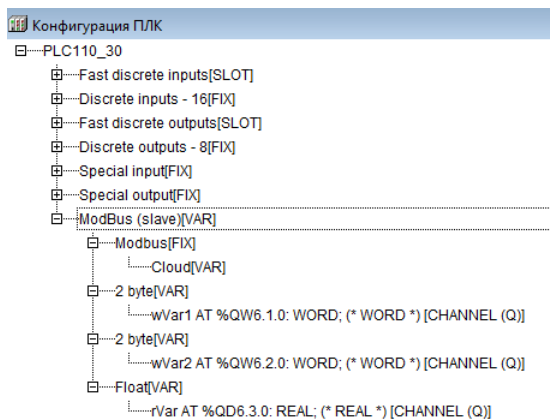 Конфигурация ПЛК
PLC110_30
Fast discrete inputs[SLOT]
Discrete inputs - 16[FIX]
Fast discrete outputs[SLOT]
Discrete outputs - 8[FIX]
Special input[FIX]
Special output[FIX]
ModBus (slave)[VAR]
Modbus[FIX]
Cloud[VAR]
2 byte[VAR]
wVar1 AT %QW6.1.0: WORD; (* WORD *) [CHANNEL (Q)]
2 byte[VAR]
wVar2 AT %QW6.2.0: WORD; (* WORD *) [CHANNEL (Q)]
Float[VAR]
rVar AT %QD6.3.0: REAL; (* REAL *) [CHANNEL (Q)]